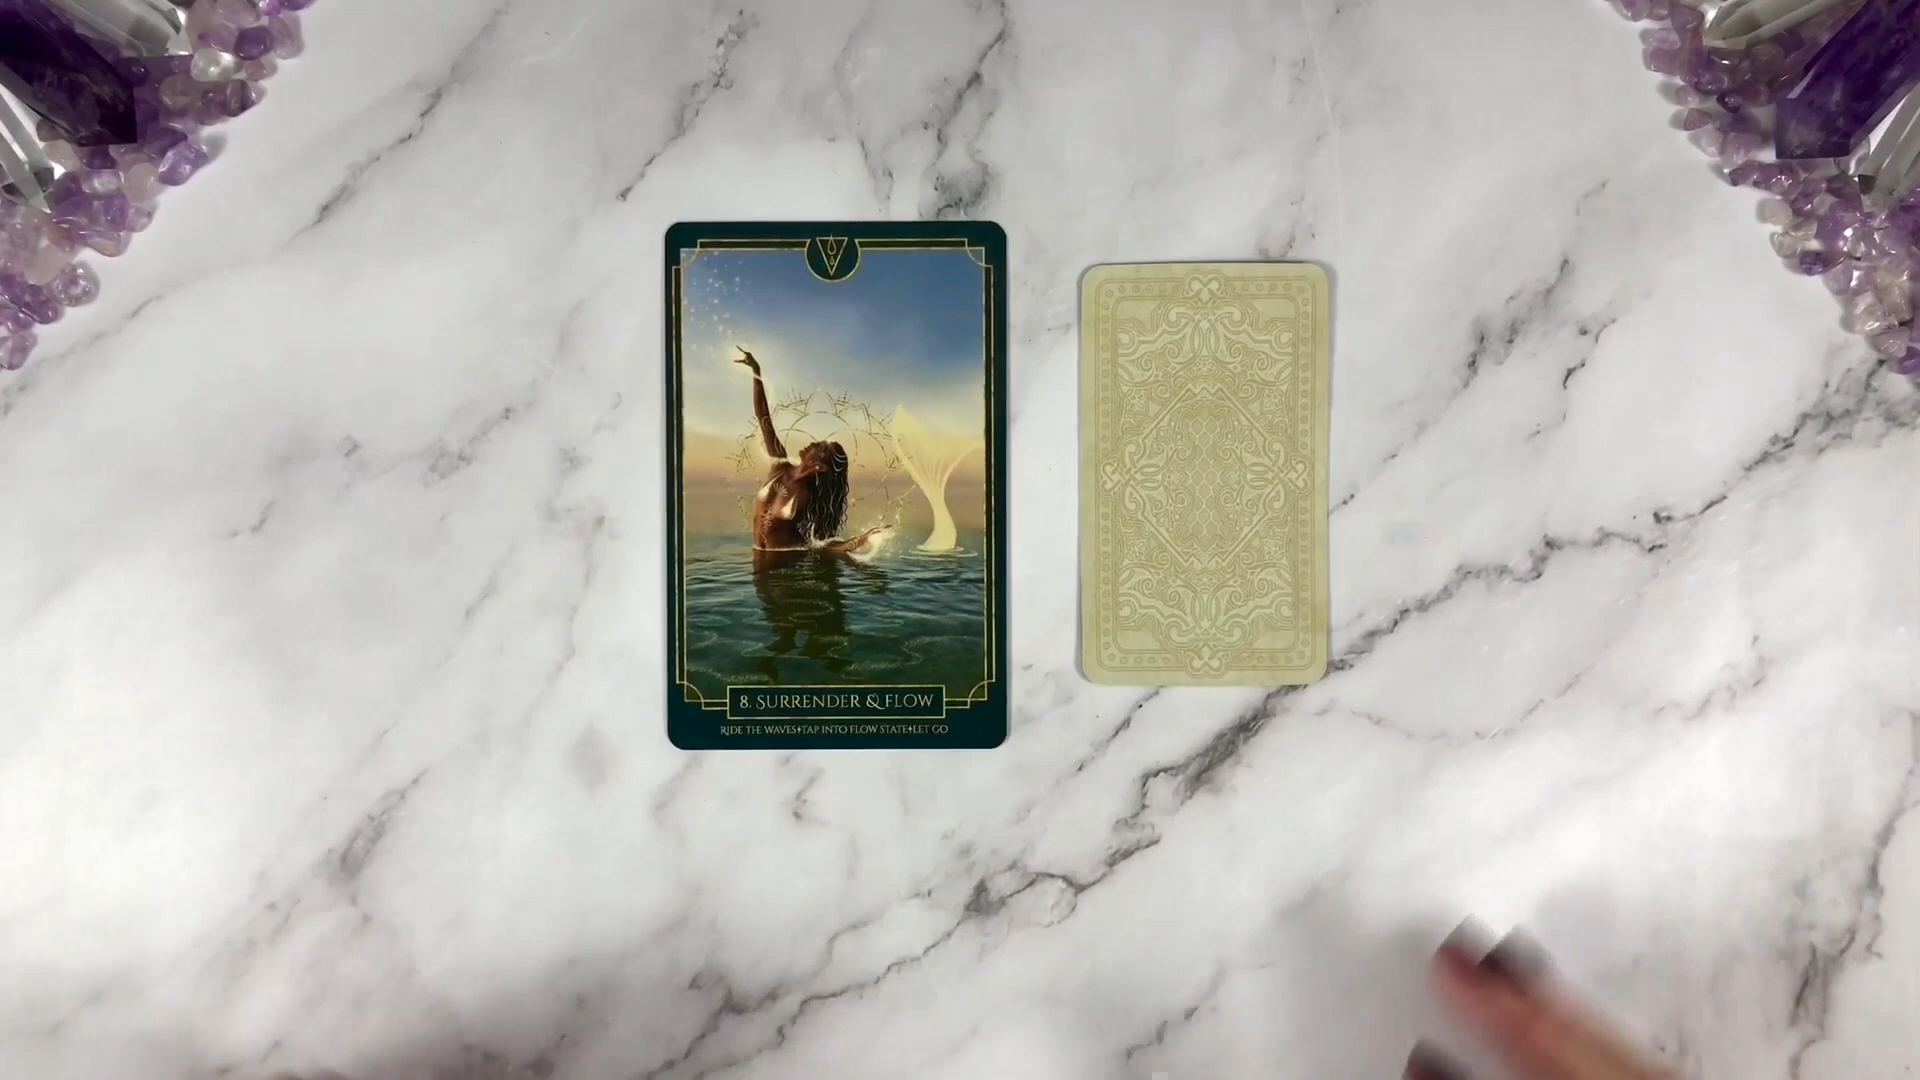 8. SURRENDER & FLOW
RIDE THE WAVES✦TAP INTO FLOW STATE✦LET GO